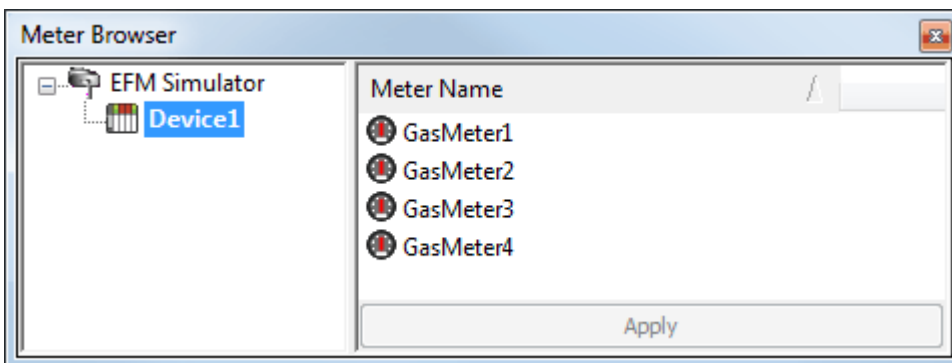 Meter Browser
EFM Simulator
Device1
Meter Name
GasMeter1
GasMeter2
GasMeter3
GasMeter4
Apply